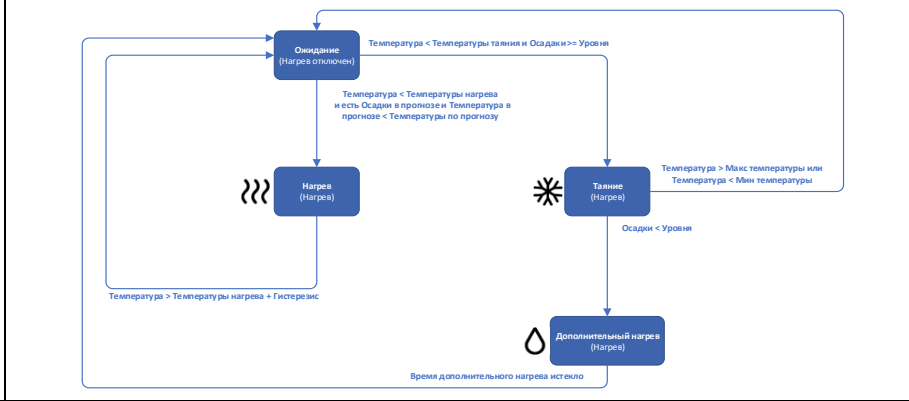 Ожидание
(Нагрев отключен)
Температура < Температуры таяния и Осадаки >= Уровня
Температура < Температуры нагрева
и есть Осадки в прогнозе и Температура в
прогнозе < Температуры по прогнозу
Нагрев
(Нагрев)
Таяние
(Нагрев)
Температура > Макс температуры или
Температура < Мин температуры
Осадки < Уровня
Температура > Температуры нагрева + Гистерезис
Дополнительный нагрев
(Нагрев)
Время дополнительного нагрева истекло